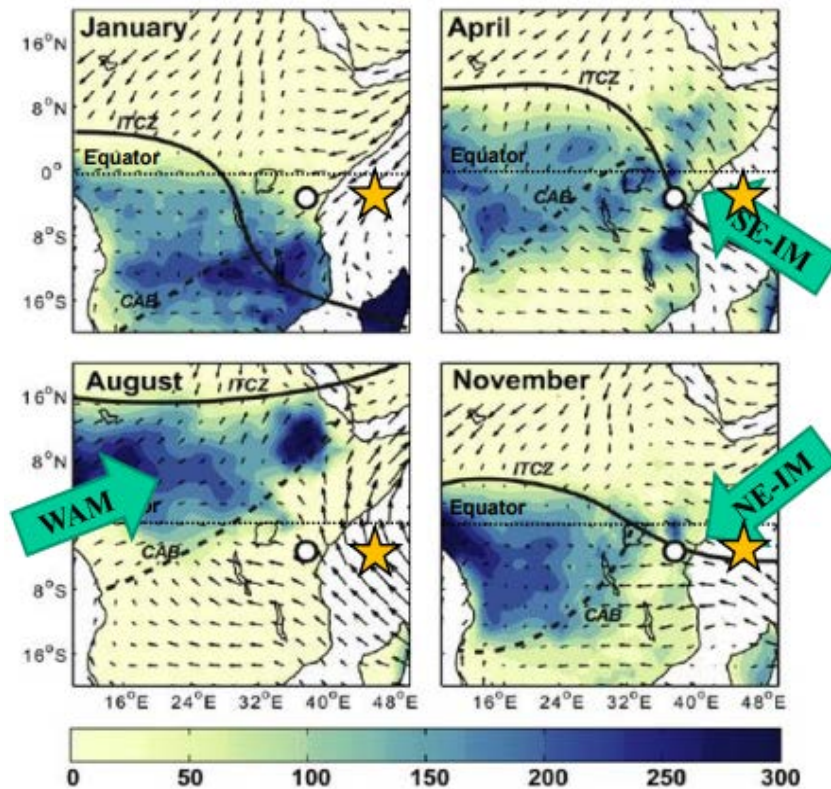 January
April
16°N
8°N
0°
8°S
16°S
ITCZ
ITCZ
Equator
Equator
CAB
CAB
SE-IM
August
November
16°N
8°N
8°S
16°S
ITCZ
ITCZ
WAM
or
Equator
NE-IM
CAB
CAB
16°E 24°E 32°E 40°E 48°E
16°E 24°E 32°E 40°E 48°E
0 50 100 150 200 250 300